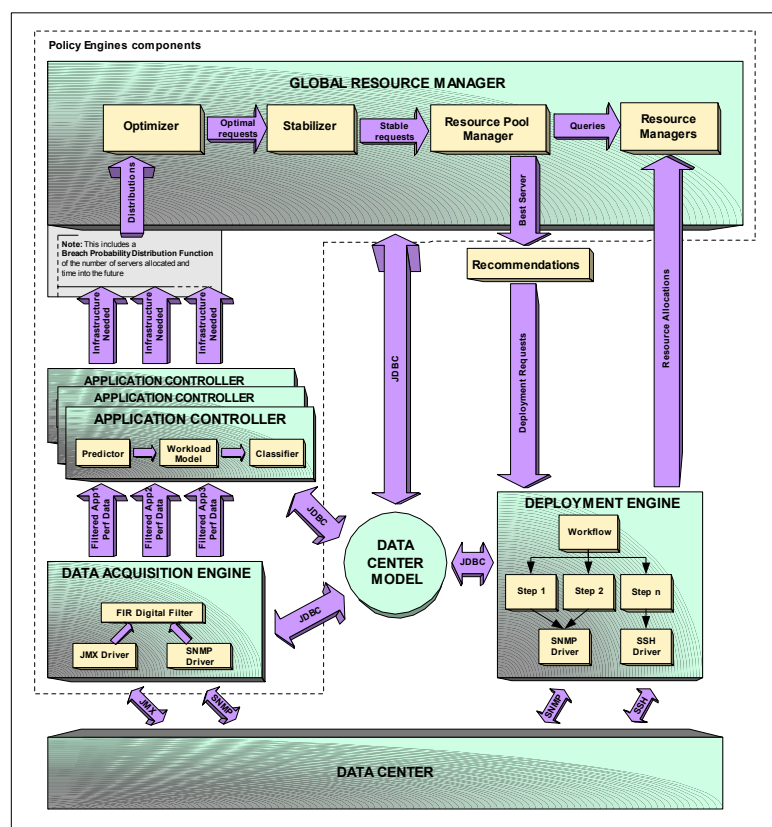 Policy Engines components
GLOBAL RESOURCE MANAGER
Optimizer
Optimal
requests
Stabilizer
Stable
requests
Resource Pool
Manager
Queries
Resource
Managers
Distributions
Best Server
Note: This includes a
Breach Probability Distribution Function
of the number of servers allocated and
time into the future
Recommendations
Infrastructure
Needed
Infrastructure
Needed
Infrastructure
Needed
JDBC
Deployment Requests
Resource Allocations
APPLICATION CONTROLLER
APPLICATION CONTROLLER
APPLICATION CONTROLLER
Predictor
Workload
Model
Classifier
Filtered App1
Perf Data
Filtered App2
Perf Data
Filtered App3
Perf Data
JDBC
DATA
CENTER
MODEL
JDBC
DEPLOYMENT ENGINE
Workflow
Step 1
Step 2
Step n
SNMP
Driver
SSH
Driver
DATA ACQUISITION ENGINE
FIR Digital Filter
JMX Driver
SNMP
Driver
JDBC
JMX
SNMP
SNMP
SSH
DATA CENTER